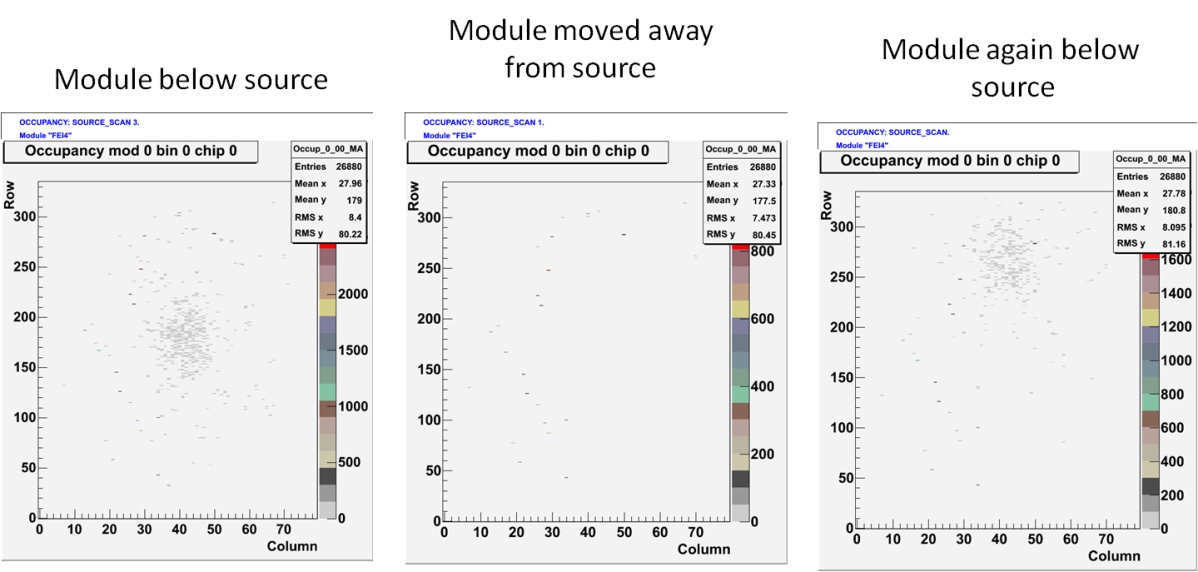 Module below source
OCCUPANCY: SOURCE_SCAN 3.
Module "FEI4"
Occupancy mod 0 bin 0 chip 0
Occup_0_00_MA
Entries 26880
Mean x 27.96
Mean y 179
RMS x 8.4
RMS y 80.22
Row
300
250
200
150
100
50
0
2000
1500
1000
500
0
0 10 20 30 40 50 60 70
Column
Module moved away
from source
OCCUPANCY: SOURCE_SCAN 1.
Module "FEI4"
Occupancy mod 0 bin 0 chip 0
Occup_0_00_MA
Entries 26880
Mean x 27.33
Mean y 177.5
RMS x 7.473
RMS y 80.45
Row
300
250
200
150
100
50
0
800
600
400
200
0
0 10 20 30 40 50 60 70
Column
Module again below
source
OCCUPANCY: SOURCE_SCAN.
Module "FEI4"
Occupancy mod 0 bin 0 chip 0
Occup_0_00_MA
Entries 26880
Mean x 27.78
Mean y 180.8
RMS x 8.095
RMS y 81.16
Row
300
250
200
150
100
50
0
1600
1400
1200
1000
800
600
400
200
0
0 10 20 30 40 50 60 70
Column